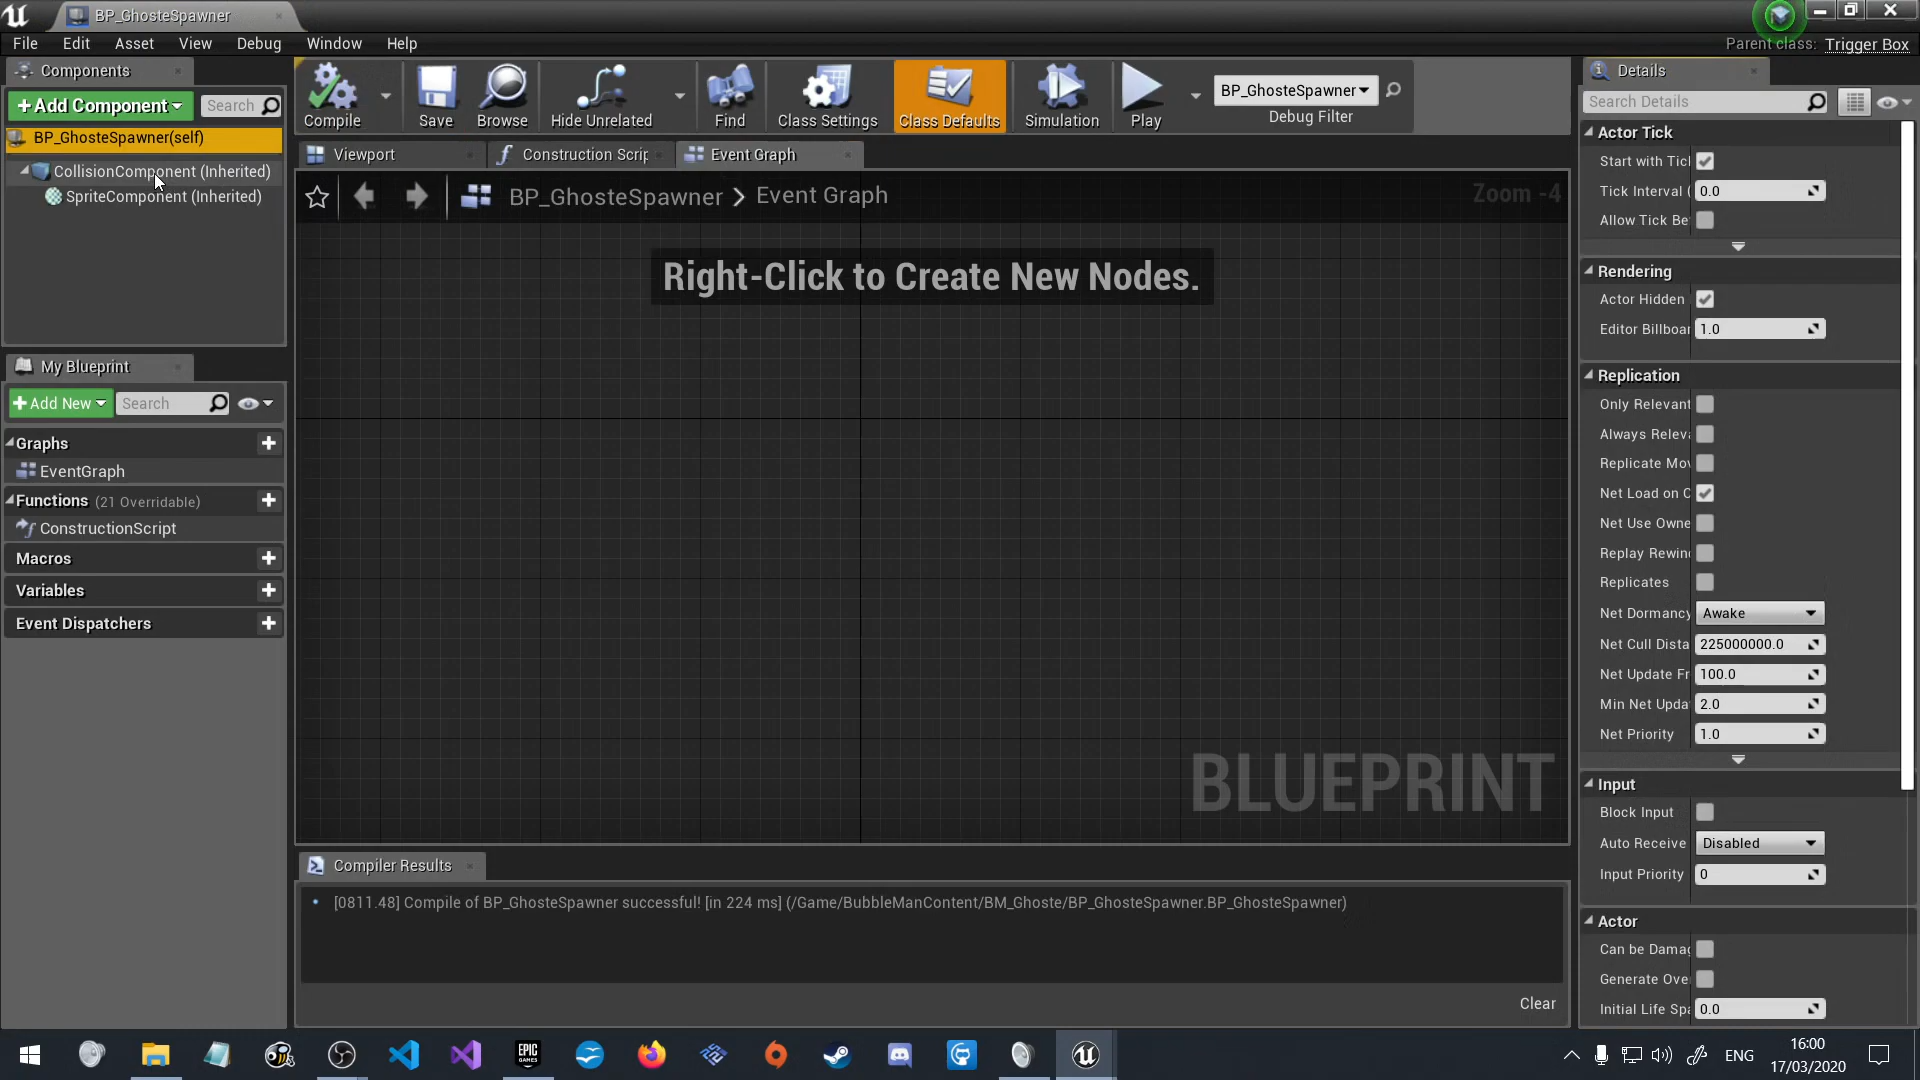 BP_GhosteSpawner
File Edit Asset View Debug Window Help
Parent class: Trigger Box
Components
+Add Component
Search
BP_GhosteSpawner(self)
CollisionComponent (Inherited)
SpriteComponent (Inherited)
My Blueprint
+Add New
Search
Graphs
EventGraph
Functions (21 Overridable)
ConstructionScript
Macros
Variables
Event Dispatchers
Compile
Save
Browse
Hide Unrelated
Find
Class Settings
Class Defaults
Simulation
Play
BP_GhosteSpawner
Debug Filter
Viewport
Construction Scrip
Event Graph
BP_GhosteSpawner > Event Graph
Zoom -4
Right-Click to Create New Nodes.
BLUEPRINT
Compiler Results
[0811.48] Compile of BP_GhosteSpawner successful! [in 224 ms] (/Game/BubbleManContent/BM_Ghoste/BP_GhosteSpawner.BP_GhosteSpawner)
Clear
Details
Search Details
Actor Tick
Start with Ticl
Tick Interval ( 0.0
Allow Tick Be
Rendering
Actor Hidden
Editor Billboar 1.0
Replication
Only Relevant
Always Releva
Replicate Mov
Net Load on C
Net Use Owne
Replay Rewind
Replicates
Net Dormancy Awake
Net Cull Dista 225000000.0
Net Update Fr 100.0
Min Net Updat 2.0
Net Priority 1.0
Input
Block Input
Auto Receive Disabled
Input Priority 0
Actor
Can be Damag
Generate Over
Initial Life Spa 0.0
EPIC
GAMES
ENG
16:00
17/03/2020